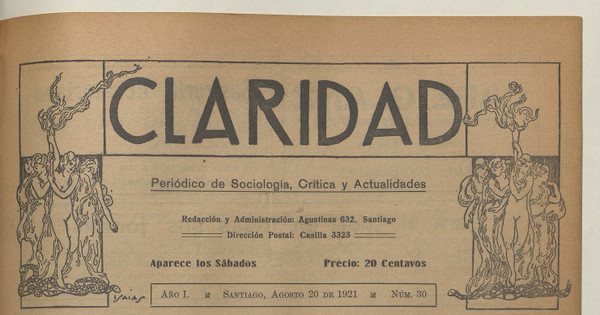 CLARIDAD
Periódico de Sociología, Crítica y Actualidades
Redacción y Administración: Agustinas 632, Santiago
Dirección Postal: Casilla 3323
Aparece los Sábados Precio: 20 Centavos
AÑO I. SANTIAGO, AGOSTO 20 DE 1921 NÚM. 30
ISAIAS